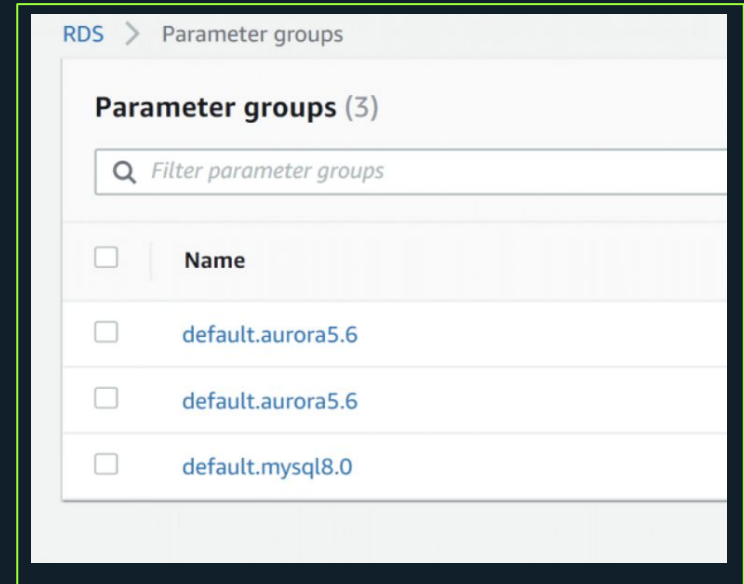 RDS > Parameter groups
Parameter groups (3)
Filter parameter groups
Name
default.aurora5.6
default.aurora5.6
default.mysql8.0